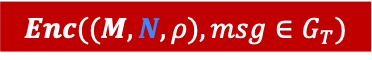 Enc((M, N, ρ), msg ∈ G_T)